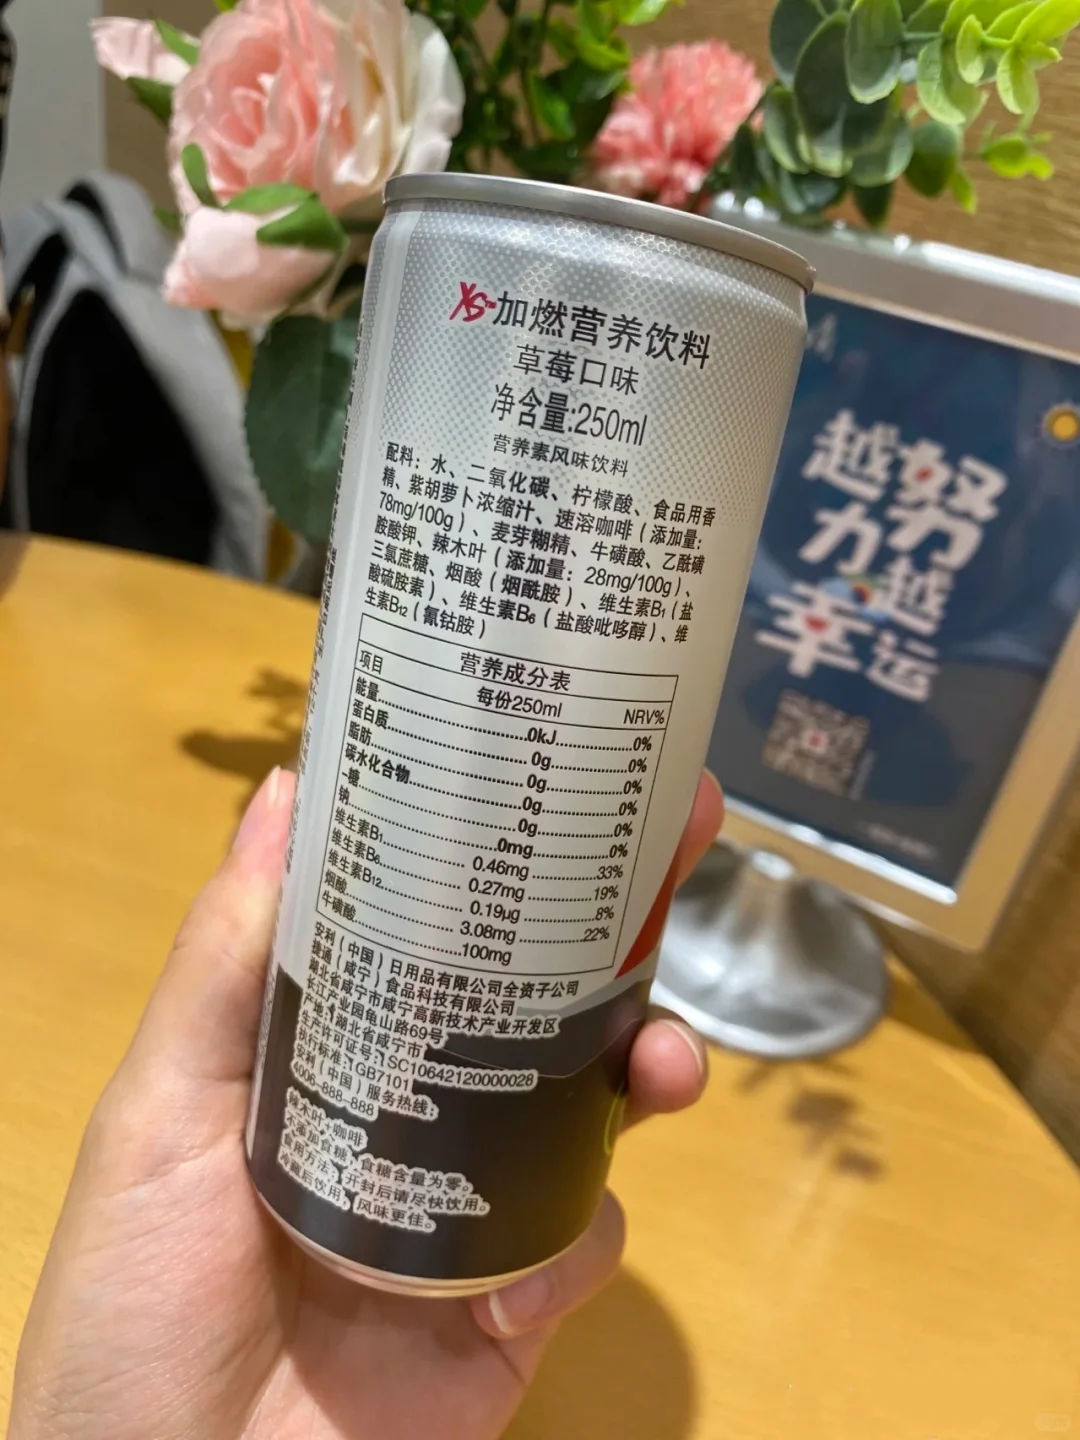 XS™加燃营养饮料
草莓口味
净含量:250ml
营养素风味饮料
配料：水、二氧化碳、柠檬酸、食品用香
精、紫胡萝卜浓缩汁、速溶咖啡（添加量：
78mg/100g）、麦芽糊精、牛磺酸、乙酰磺
胺酸钾、辣木叶（添加量：28mg/100g）、
三氯蔗糖、烟酸（烟酰胺）、维生素B₁（盐
酸硫胺素）、维生素B₆（盐酸吡哆醇）、维
生素B₁₂（氰钴胺）
营养成分表
项目 每份250ml NRV%
能量 0kJ 0%
蛋白质 0g 0%
脂肪 0g 0%
碳水化合物 0g 0%
-糖 0g 0%
钠 0mg 0%
维生素B₁ 0.46mg 33%
维生素B₆ 0.27mg 19%
维生素B₁₂ 0.19μg 8%
烟酸 3.08mg 22%
牛磺酸 100mg
安利（中国）日用品有限公司全资子公司
捷通（咸宁）食品科技有限公司
湖北省咸宁市咸宁高新技术产业开发区
长江产业园龟山路69号
产地：湖北省咸宁市
生产许可证号：SC10642120000028
执行标准：GB7101
安利（中国）服务热线：
4006-888-888
辣木叶+咖啡
不添加食糖，食糖含量为零。
食用方法：开封后请尽快饮用。
冷藏后饮用，风味更佳。
越努
力越
幸运